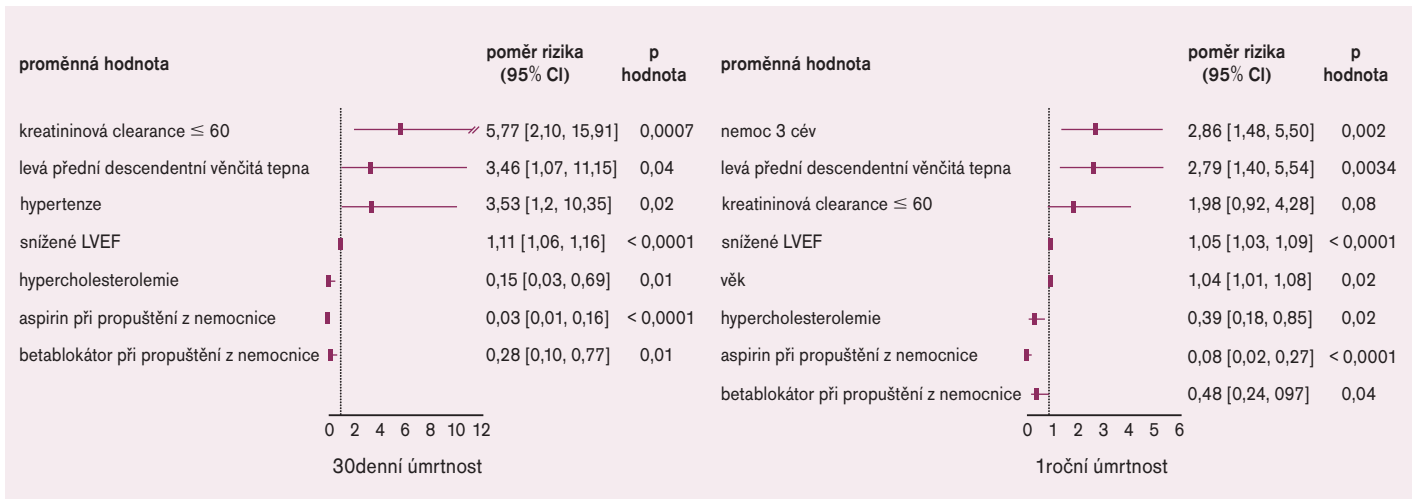 proměnná hodnota poměr rizika (95% CI) p hodnota
kreatininová clearance ≤ 60 5,77 [2,10, 15,91] 0,0007
levá přední descendentní věnčitá tepna 3,46 [1,07, 11,15] 0,04
hypertenze 3,53 [1,2, 10,35] 0,02
snížené LVEF 1,11 [1,06, 1,16] < 0,0001
hypercholesterolemie 0,15 [0,03, 0,69] 0,01
aspirin při propuštění z nemocnice 0,03 [0,01, 0,16] < 0,0001
betablokátor při propuštění z nemocnice 0,28 [0,10, 0,77] 0,01
0 2 4 6 8 10 12
30denní úmrtnost
proměnná hodnota poměr rizika (95% CI) p hodnota
nemoc 3 cév 2,86 [1,48, 5,50] 0,002
levá přední descendentní věnčitá tepna 2,79 [1,40, 5,54] 0,0034
kreatininová clearance ≤ 60 1,98 [0,92, 4,28] 0,08
snížené LVEF 1,05 [1,03, 1,09] < 0,0001
věk 1,04 [1,01, 1,08] 0,02
hypercholesterolemie 0,39 [0,18, 0,85] 0,02
aspirin při propuštění z nemocnice 0,08 [0,02, 0,27] < 0,0001
betablokátor při propuštění z nemocnice 0,48 [0,24, 097] 0,04
0 1 2 3 4 5 6
1roční úmrtnost